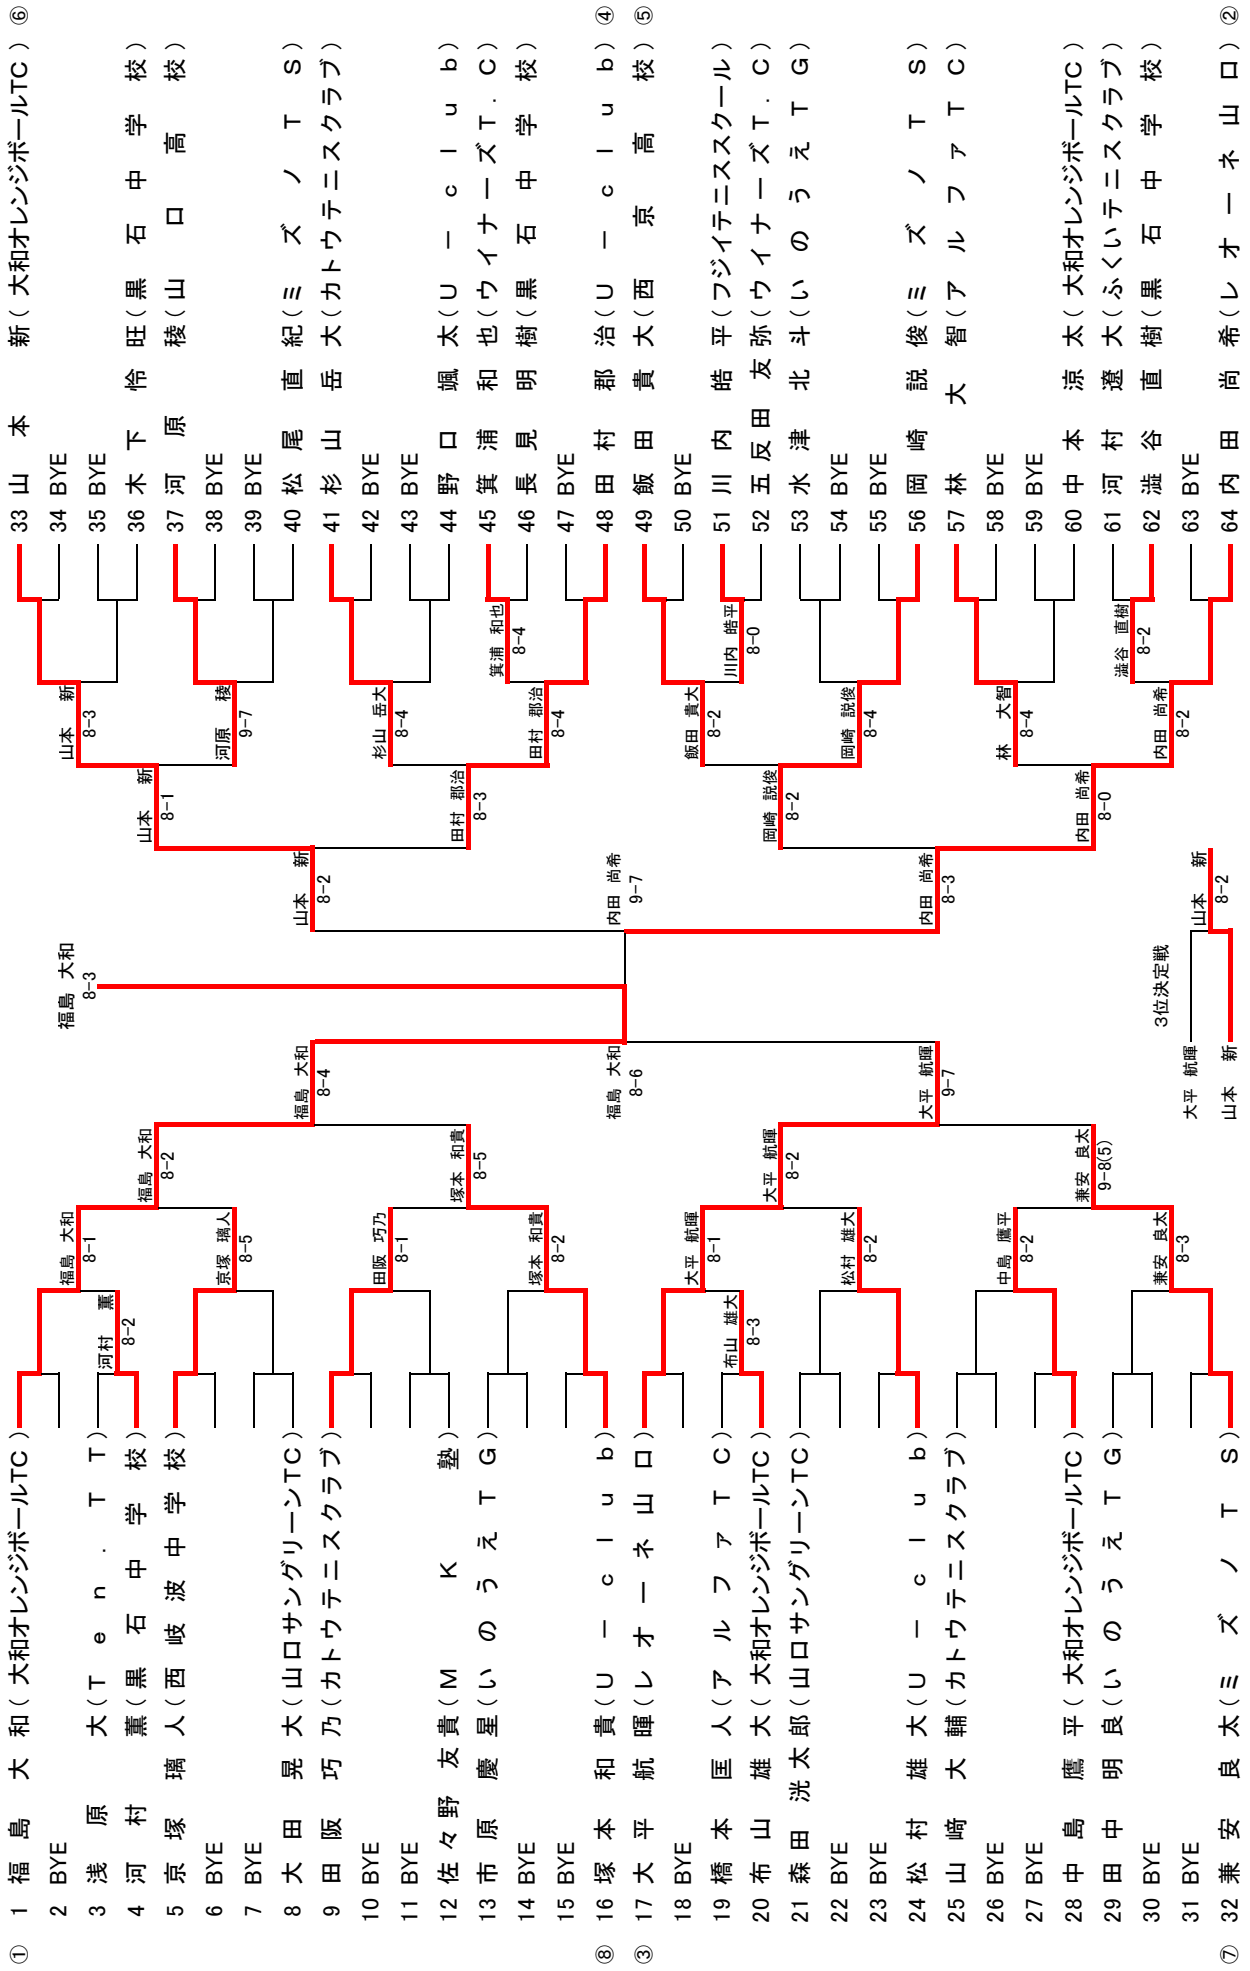 ① 1 福島 大和(大和オレンジボールTC)
2 BYE
3 浅原 大(Ten.TT)
4 河村 薫(黒石中学校)
5 京塚 璃人(西岐波中学校)
6 BYE
7 BYE
8 大田 晃大(山口サングリーンTC)
9 田阪 巧乃(カトウテニスクラブ)
10 BYE
11 BYE
12 佐々野 友貴(MK塾)
13 市原 慶星(いのうえTG)
14 BYE
15 BYE
⑧ 16 塚本 和貴(U-club)
③ 17 大平 航暉(レオーネ山口)
18 BYE
19 橋本 匡人(アルファTC)
20 布山 雄大(大和オレンジボールTC)
21 森田 洸太郎(山口サングリーンTC)
22 BYE
23 BYE
24 松村 雄大(U-club)
25 山﨑 大輔(カトウテニスクラブ)
26 BYE
27 BYE
28 中島 鷹平(大和オレンジボールTC)
29 田中 明良(いのうえTG)
30 BYE
31 BYE
⑦ 32 兼安 良太(ミズノTS)
河村 薫
8-2
布山 雄大
8-3
福島 大和
8-1
京塚 璃人
8-5
田阪 巧乃
8-1
塚本 和貴
8-2
大平 航暉
8-1
松村 雄大
8-2
中島 鷹平
8-2
兼安 良太
8-3
福島 大和
8-2
塚本 和貴
8-5
大平 航暉
8-2
兼安 良太
9-8(5)
福島 大和
8-4
大平 航暉
9-7
福島 大和
8-6
福島 大和
8-3
内田 尚希
9-7
山本 新
8-2
内田 尚希
8-3
山本 新
8-1
田村 郡治
8-3
岡崎 説俊
8-2
内田 尚希
8-0
山本 新
8-3
河原 稜
9-7
杉山 岳大
8-4
田村 郡治
8-4
飯田 貴大
8-2
岡崎 説俊
8-4
林 大智
8-4
内田 尚希
8-2
箕浦 和也
8-4
川内 皓平
8-0
澁谷 直樹
8-2
33 山本 新(大和オレンジボールTC) ⑥
34 BYE
35 BYE
36 木下 怜旺(黒石中学校)
37 河原 稜(山口高校)
38 BYE
39 BYE
40 松尾 直紀(ミズノTS)
41 杉山 岳大(カトウテニスクラブ)
42 BYE
43 BYE
44 野口 颯太(U-club)
45 箕浦 和也(ウイナーズT.C)
46 長見 明樹(黒石中学校)
47 BYE
48 田村 郡治(U-club) ④
49 飯田 貴大(西京高校) ⑤
50 BYE
51 川内 皓平(フジイテニススクール)
52 五反田 友弥(ウイナーズT.C)
53 水津 北斗(いのうえTG)
54 BYE
55 BYE
56 岡崎 説俊(ミズノTS)
57 林 大智(アルファTC)
58 BYE
59 BYE
60 中本 涼太(大和オレンジボールTC)
61 河村 遼大(ふくいテニスクラブ)
62 澁谷 直樹(黒石中学校)
63 BYE
64 内田 尚希(レオーネ山口) ②
3位決定戦
大平 航暉
山本 新
山本 新
8-2